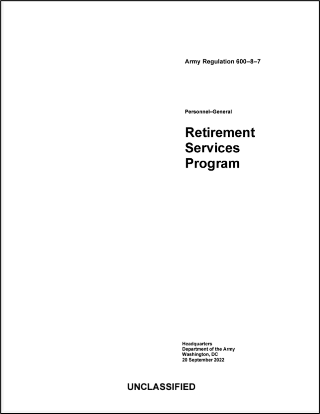 Army Regulation 600–8–7
Personnel–General
Retirement
Services
Program
Headquarters
Department of the Army
Washington, DC
20 September 2022
UNCLASSIFIED